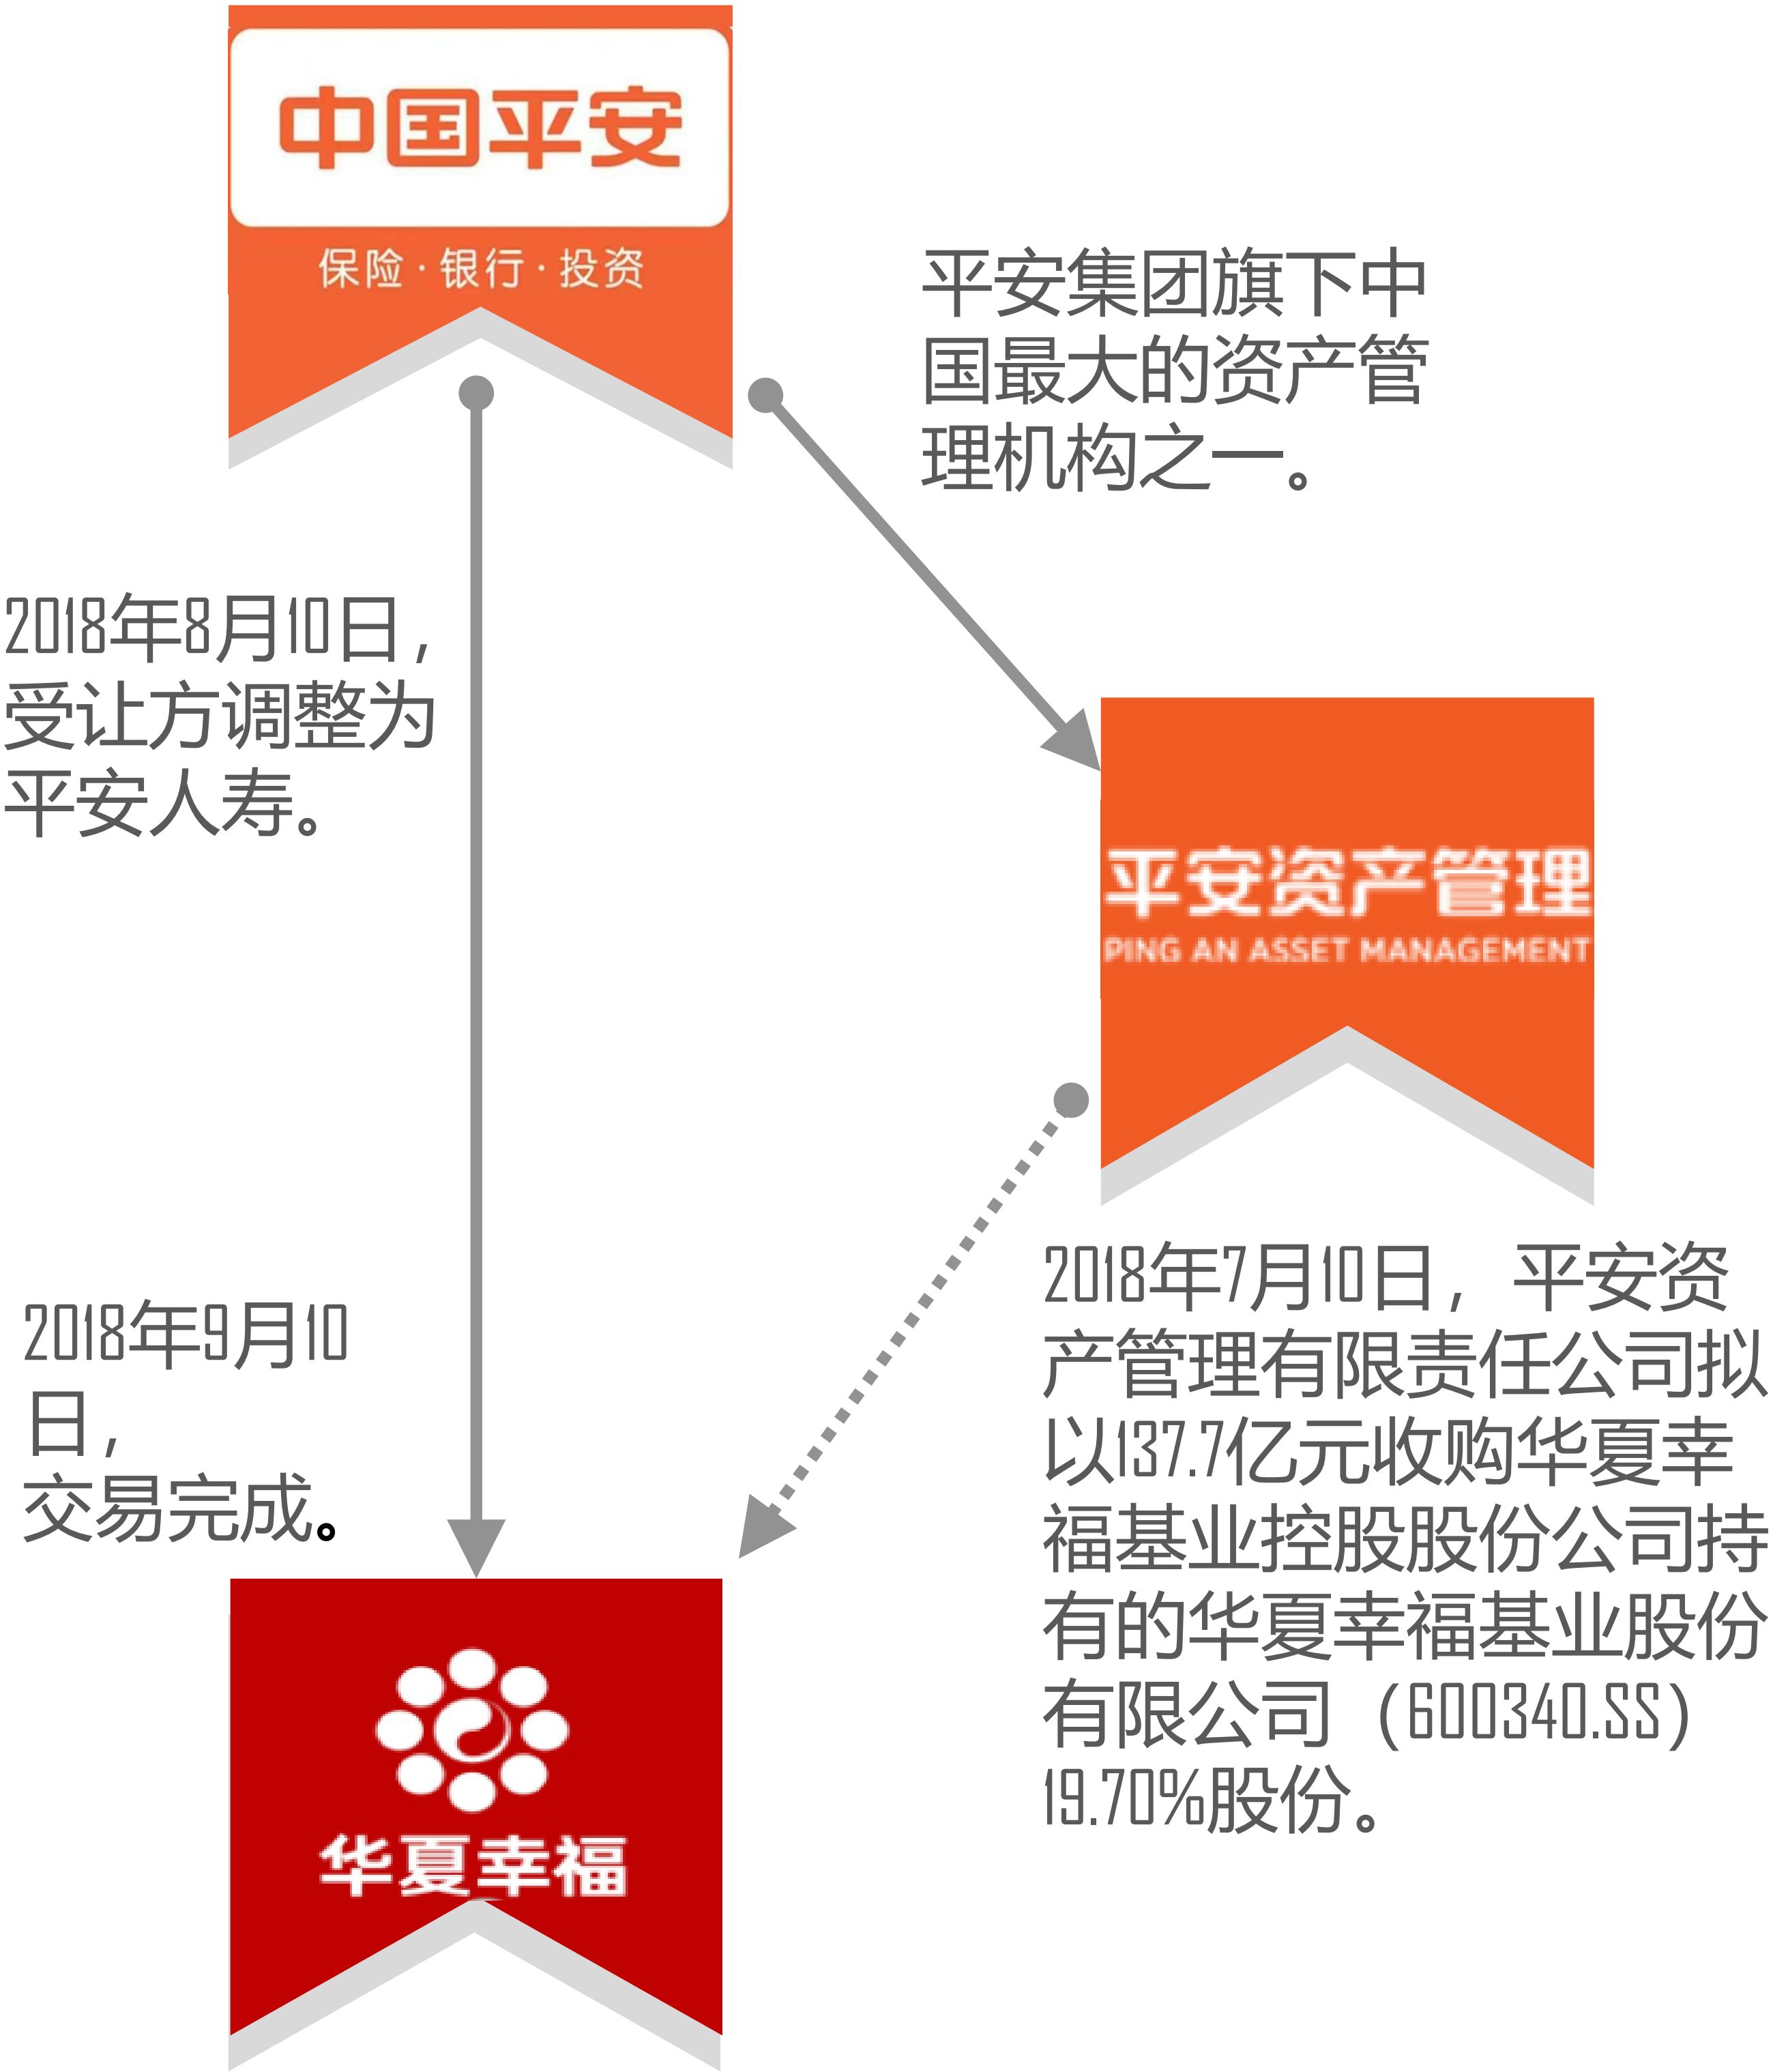 中国平安
保险·银行·投资
平安集团旗下中
国最大的资产管
理机构之一。
2018年8月10日，
受让方调整为
平安人寿。
平安资产管理
PING AN ASSET MANAGEMENT
2018年7月10日，平安资
产管理有限责任公司拟
以137.7亿元收购华夏幸
福基业控股股份公司持
有的华夏幸福基业股份
有限公司（600340.SS）
19.70%股份。
2018年9月10
日，
交易完成。
华夏幸福